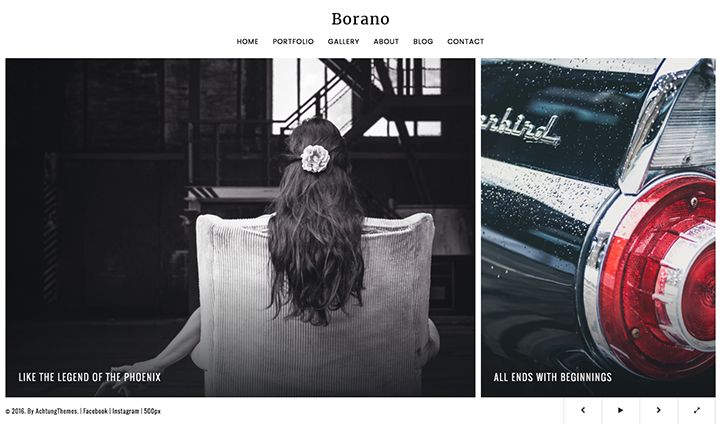 Borano
HOME PORTFOLIO GALLERY ABOUT BLOG CONTACT
erbird
LIKE THE LEGEND OF THE PHOENIX
ALL ENDS WITH BEGINNINGS
© 2016. By AchtungThemes. | Facebook | Instagram | 500px